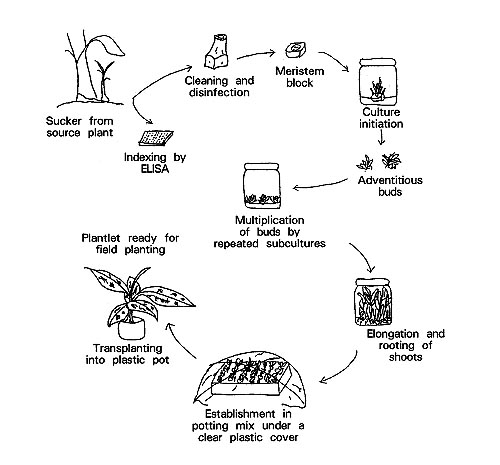 Sucker from
source plant
Cleaning and
disinfection
Meristem
block
Culture
initiation
Indexing by
ELISA
Adventitious
buds
Multiplication
of buds by
repeated subcultures
Elongation and
rooting of
shoots
Establishment in
potting mix under a
clear plastic cover
Transplanting
into plastic pot
Plantlet ready for
field planting